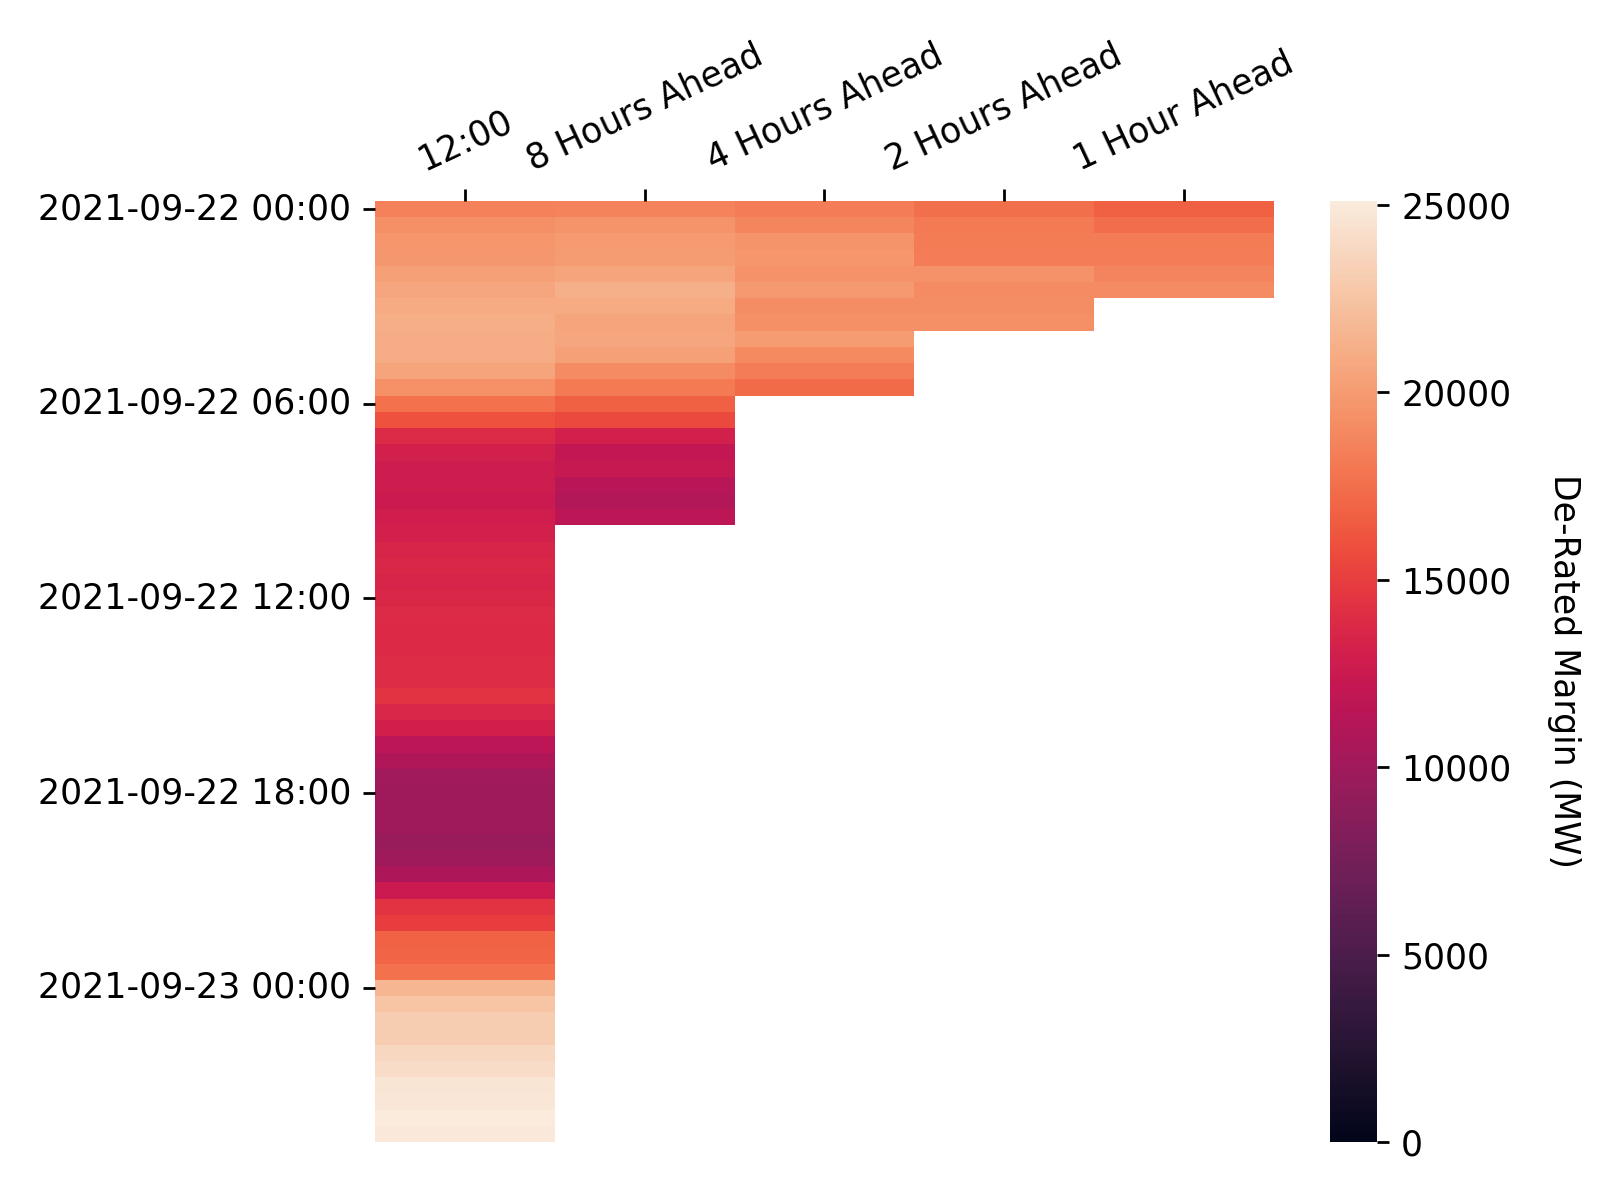 12:00
8 Hours Ahead
4 Hours Ahead
2 Hours Ahead
1 Hour Ahead
2021-09-22 00:00
2021-09-22 06:00
2021-09-22 12:00
2021-09-22 18:00
2021-09-23 00:00
25000
20000
15000
10000
5000
0
De-Rated Margin (MW)